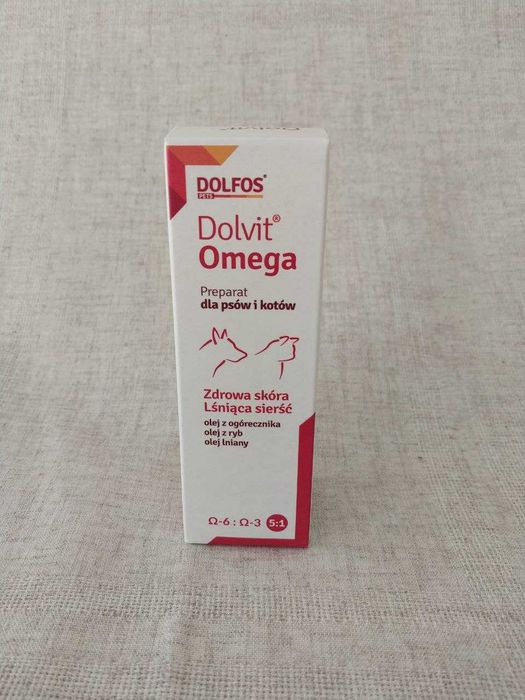 Dolvit®
DOLFOS®
PETS
Dolvit®
Omega
Preparat
dla psów i kotów
Zdrowa skóra
Lśniąca sierść
olej z ogórecznika
olej z ryb
olej lniany
Ω-6 : Ω-3 5:1